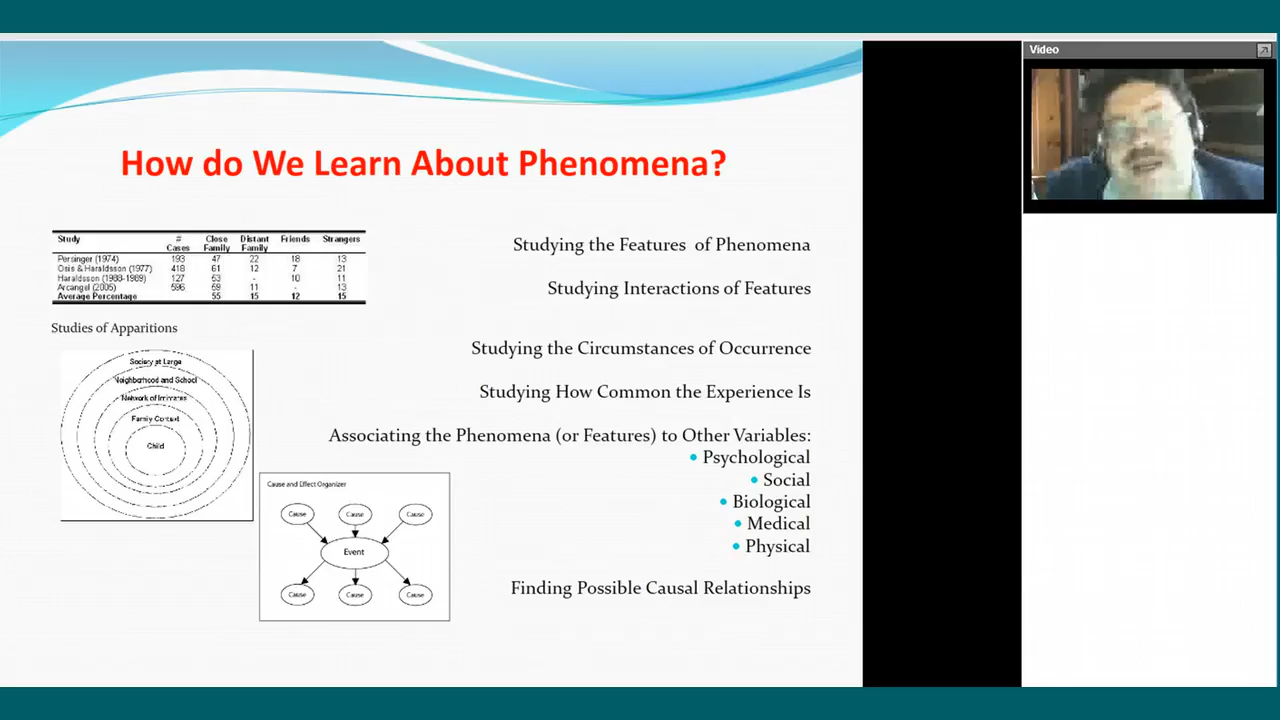 Video
How do We Learn About Phenomena?
Study # Cases Close Family Distant Family Friends Strangers
Persinger (1974) 193 47 22 18 13
Osis & Haraldsson (1977) 418 61 12 7 21
Haraldsson (1988-1989) 127 53 - 10 11
Arcangel (2005) 596 59 11 - 13
Average Percentage 55 15 12 15
Studies of Apparitions
Society at Large
Neighborhood and School
Network of Intimates
Family Context
Child
Cause and Effect Organizer
Cause Cause Cause
Event
Cause Cause Cause
Studying the Features of Phenomena
Studying Interactions of Features
Studying the Circumstances of Occurrence
Studying How Common the Experience Is
Associating the Phenomena (or Features) to Other Variables:
• Psychological
• Social
• Biological
• Medical
• Physical
Finding Possible Causal Relationships